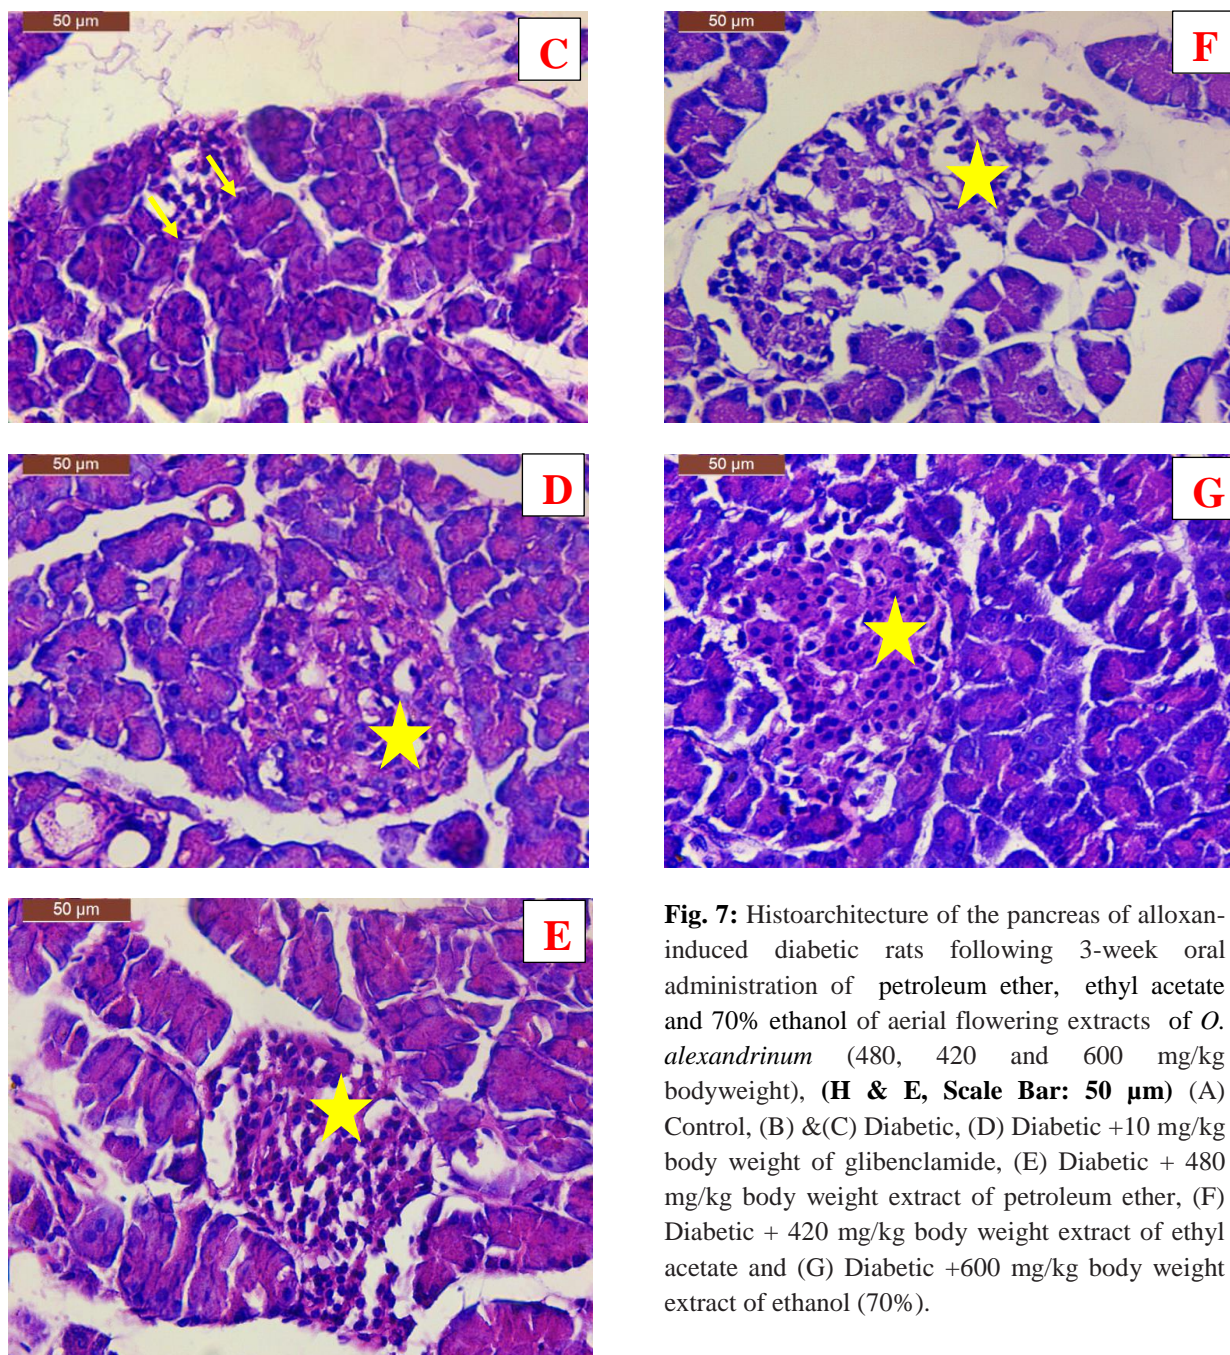 50 µm
C
50 µm
F
50 µm
D
50 µm
G
50 µm
E
Fig. 7: Histoarchitecture of the pancreas of alloxan-
induced diabetic rats following 3-week oral
administration of petroleum ether, ethyl acetate
and 70% ethanol of aerial flowering extracts of O.
alexandrinum (480, 420 and 600 mg/kg
bodyweight), (H & E, Scale Bar: 50 µm) (A)
Control, (B) &(C) Diabetic, (D) Diabetic +10 mg/kg
body weight of glibenclamide, (E) Diabetic + 480
mg/kg body weight extract of petroleum ether, (F)
Diabetic + 420 mg/kg body weight extract of ethyl
acetate and (G) Diabetic +600 mg/kg body weight
extract of ethanol (70%).